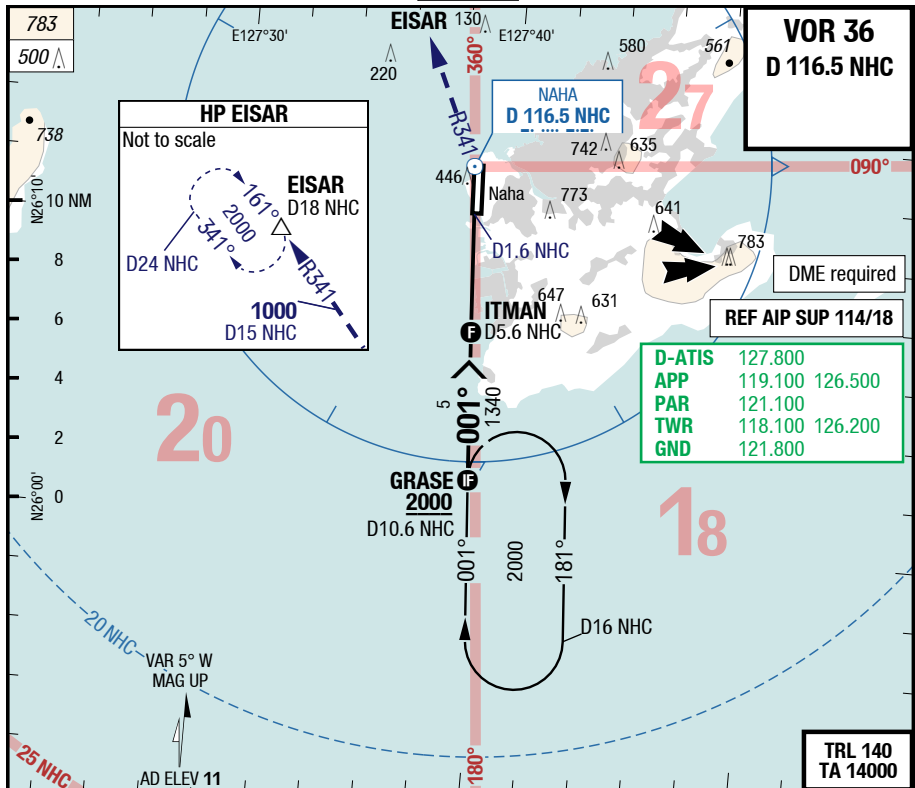 783
500
E127°30'
EISAR
130
E127°40'
360°
220
580
561
27
VOR 36
D 116.5 NHC
NAHA
D 116.5 NHC
R341
738
HP EISAR
Not to scale
161°
2000
341°
EISAR
D18 NHC
D24 NHC
R341
1000
D15 NHC
742
635
090°
446
Naha
773
641
783
N26°10'
10 NM
D1.6 NHC
8
DME required
647
631
6
ITMAN
F
D5.6 NHC
REF AIP SUP 114/18
D-ATIS 127.800
APP 119.100 126.500
PAR 121.100
TWR 118.100 126.200
GND 121.800
4
5
001°
1340
20
2
GRASE
IF
2000
D10.6 NHC
N26°00'
0
18
001°
2000
181°
D16 NHC
20 NHC
VAR 5° W
MAG UP
25 NHC
AD ELEV 11
180°
TRL 140
TA 14000